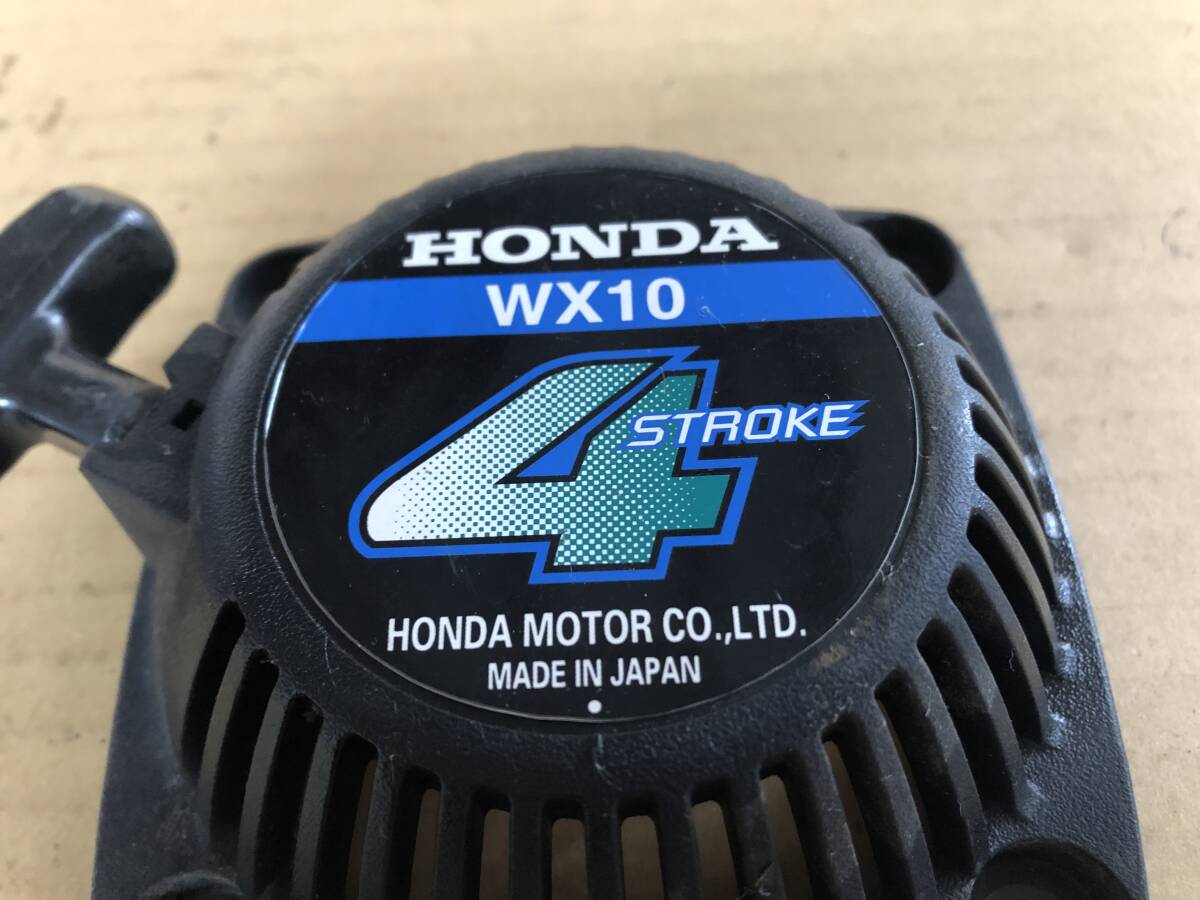 HONDA
WX10
4 STROKE
HONDA MOTOR CO.,LTD.
MADE IN JAPAN